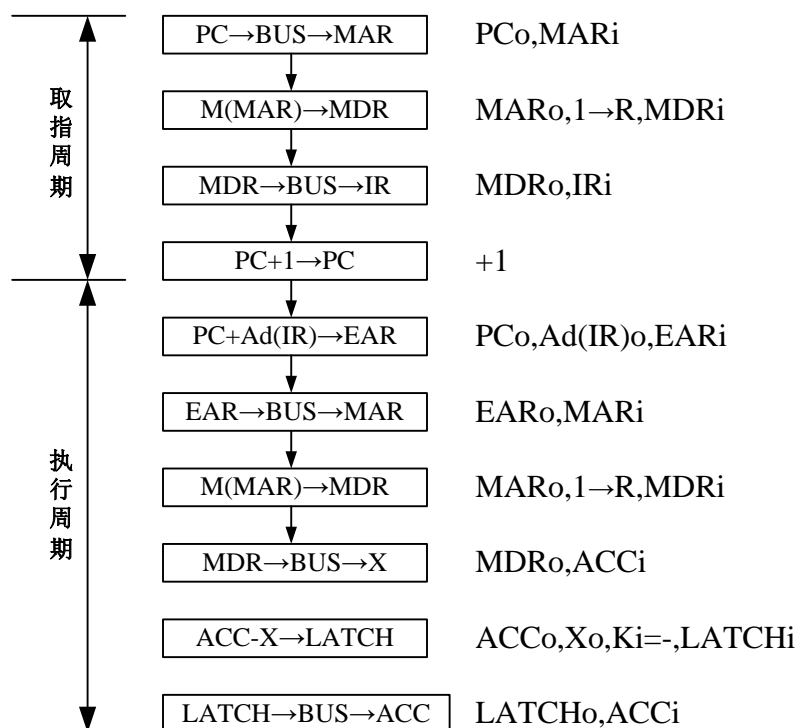 PC→BUS→MAR PCo,MARi
M(MAR)→MDR MARo,1→R,MDRi
MDR→BUS→IR MDRo,IRi
PC+1→PC +1
取指周期
PC+Ad(IR)→EAR PCo,Ad(IR)o,EARi
EAR→BUS→MAR EARo,MARi
M(MAR)→MDR MARo,1→R,MDRi
MDR→BUS→X MDRo,ACCi
ACC-X→LATCH ACCo,Xo,Ki=-,LATCHi
LATCH→BUS→ACC LATCHo,ACCi
执行周期